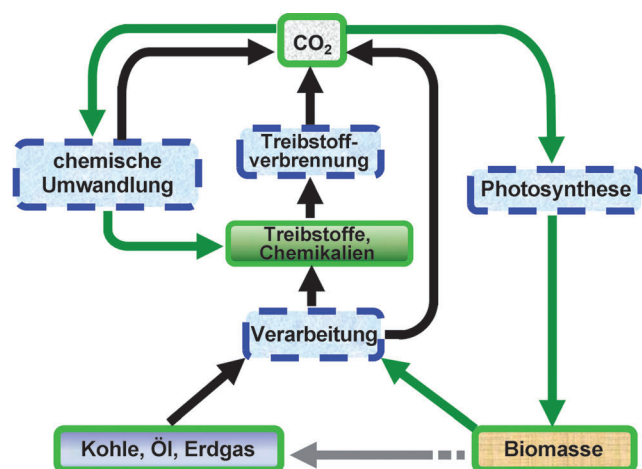 CO₂
chemische
Umwandlung
Treibstoff-
verbrennung
Photosynthese
Treibstoffe,
Chemikalien
Verarbeitung
Kohle, Öl, Erdgas
Biomasse